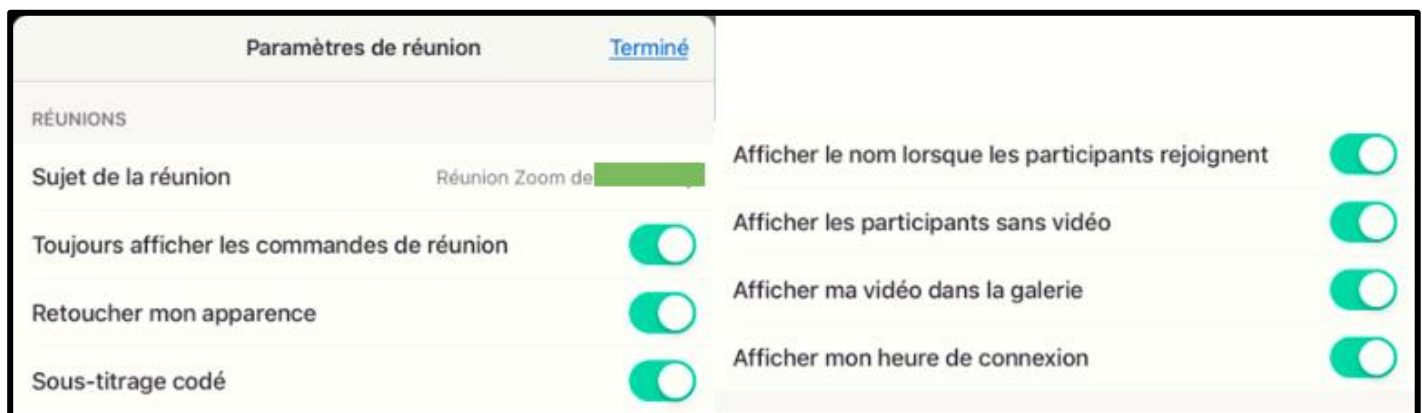 Paramètres de réunion
Terminé
RÉUNIONS
Sujet de la réunion
Réunion Zoom de
Toujours afficher les commandes de réunion
Retoucher mon apparence
Sous-titrage codé
Afficher le nom lorsque les participants rejoignent
Afficher les participants sans vidéo
Afficher ma vidéo dans la galerie
Afficher mon heure de connexion